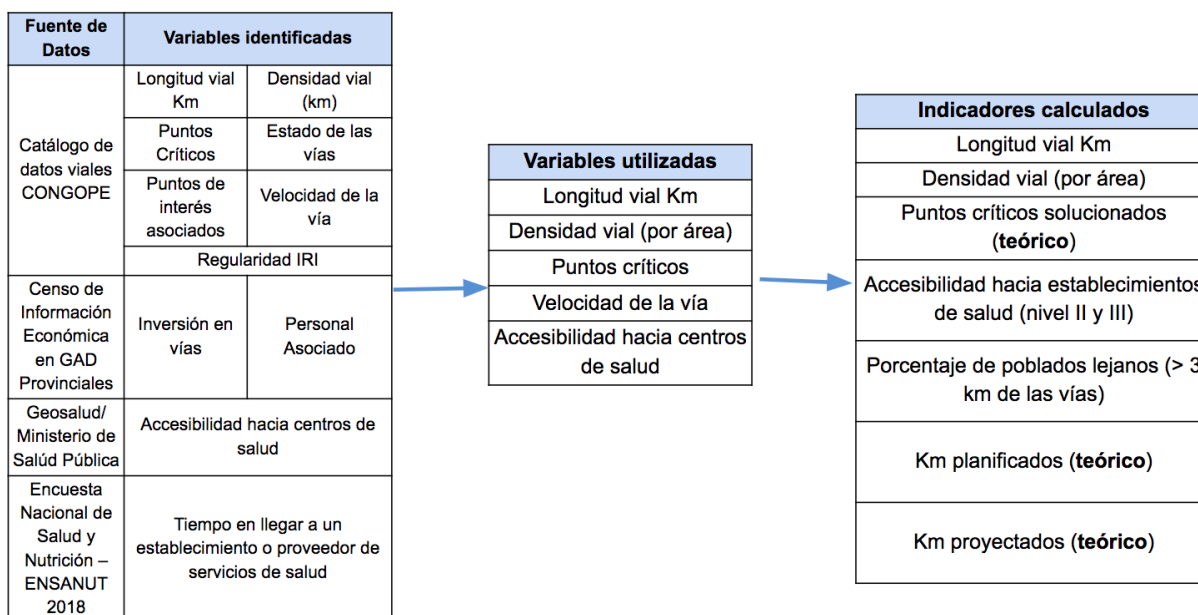 Fuente de
Datos
Variables identificadas
Catálogo de
datos viales
CONGOPE
Longitud vial
Km
Densidad vial
(km)
Puntos
Críticos
Estado de las
vías
Puntos de
interés
asociados
Velocidad de la
vía
Regularidad IRI
Censo de
Información
Económica
en GAD
Provinciales
Inversión en
vías
Personal
Asociado
Geosalud/
Ministerio de
Salúd Pública
Accesibilidad hacia centros de
salud
Encuesta
Nacional de
Salud y
Nutrición –
ENSANUT
2018
Tiempo en llegar a un
establecimiento o proveedor de
servicios de salud
Variables utilizadas
Longitud vial Km
Densidad vial (por área)
Puntos críticos
Velocidad de la vía
Accesibilidad hacia centros
de salud
Indicadores calculados
Longitud vial Km
Densidad vial (por área)
Puntos críticos solucionados
(teórico)
Accesibilidad hacia establecimientos
de salud (nivel II y III)
Porcentaje de poblados lejanos (> 3
km de las vías)
Km planificados (teórico)
Km proyectados (teórico)